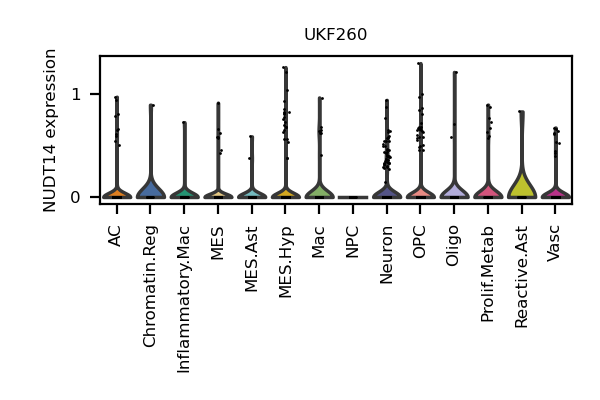 UKF260
NUDT14 expression
1
0
AC
Chromatin.Reg
Inflammatory.Mac
MES
MES.Ast
MES.Hyp
Mac
NPC
Neuron
OPC
Oligo
Prolif.Metab
Reactive.Ast
Vasc